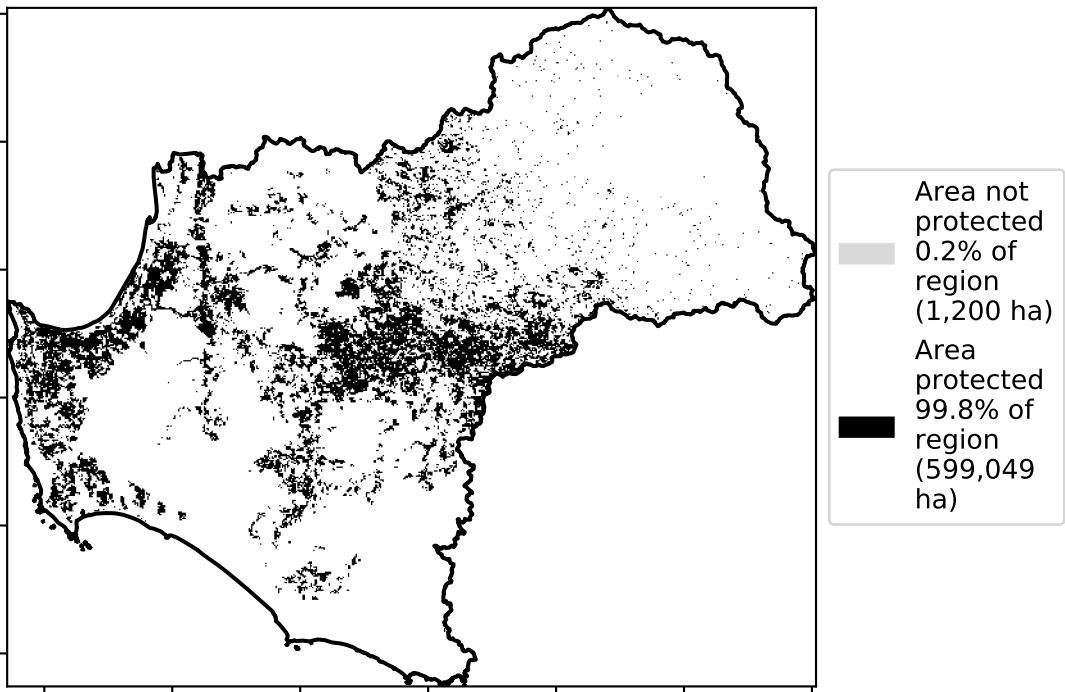 Area not
protected
0.2% of
region
(1,200 ha)
Area
protected
99.8% of
region
(599,049
ha)